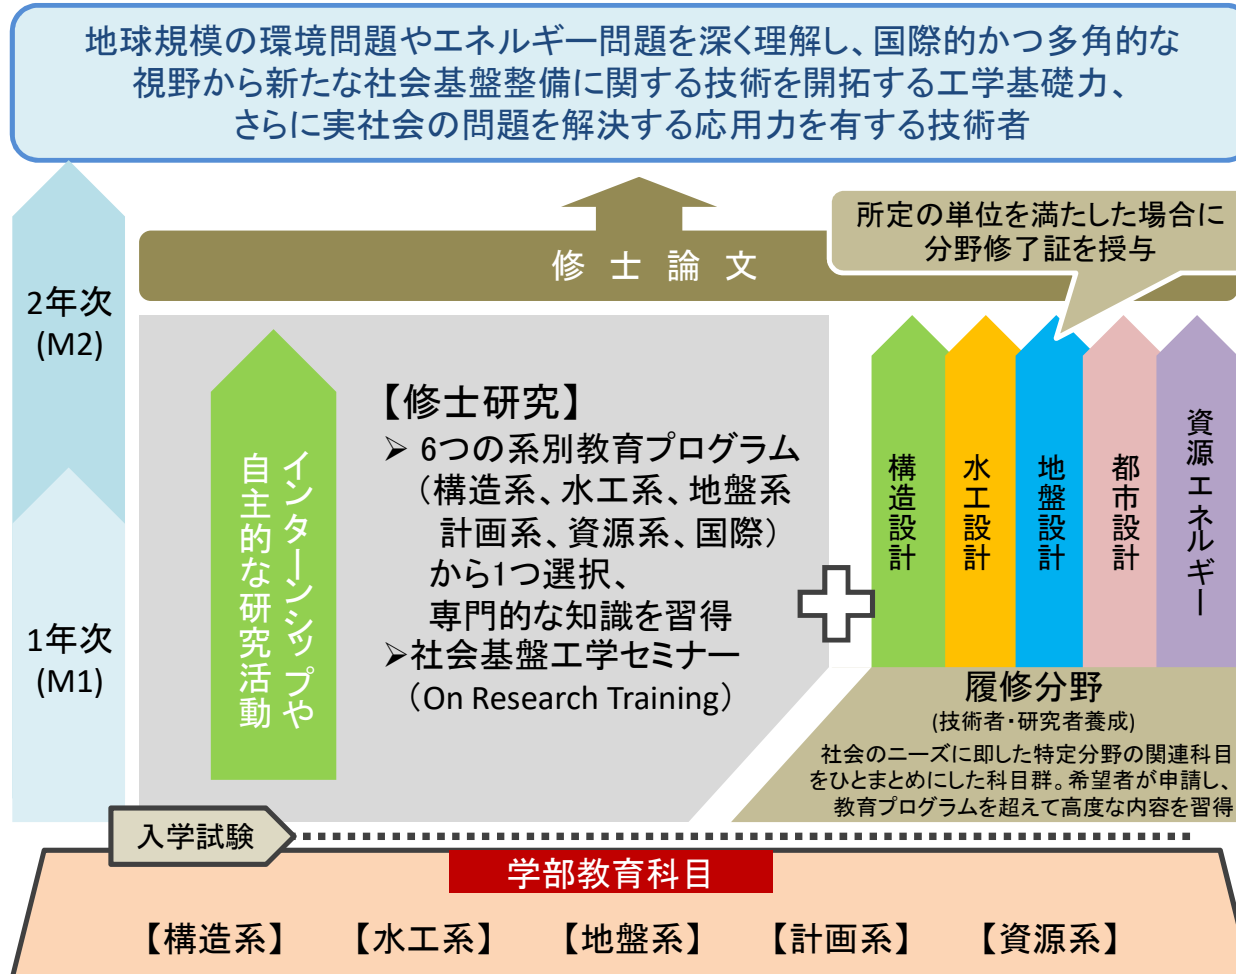 地球規模の環境問題やエネルギー問題を深く理解し、国際的かつ多角的な
視野から新たな社会基盤整備に関する技術を開拓する工学基礎力、
さらに実社会の問題を解決する応用力を有する技術者
所定の単位を満たした場合に
分野修了証を授与
修士論文
2年次
(M2)
1年次
(M1)
インターンシップや
自主的な研究活動
【修士研究】
➢ 6つの系別教育プログラム
（構造系、水工系、地盤系
計画系、資源系、国際）
から1つ選択、
専門的な知識を習得
➢社会基盤工学セミナー
（On Research Training）
構造設計
水工設計
地盤設計
都市設計
資源エネルギー
履修分野
(技術者・研究者養成)
社会のニーズに即した特定分野の関連科目
をひとまとめにした科目群。希望者が申請し、
教育プログラムを超えて高度な内容を習得
入学試験
学部教育科目
【構造系】 【水工系】 【地盤系】 【計画系】 【資源系】